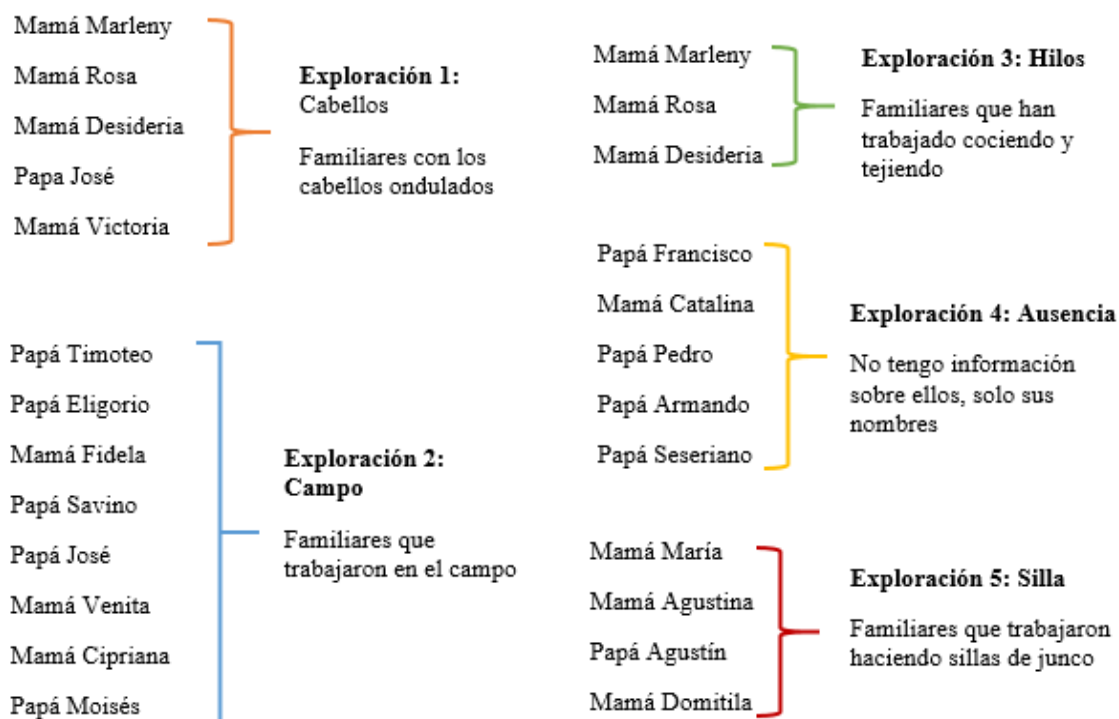 Mamá Marleny
Mamá Rosa
Mamá Desideria
Papa José
Mamá Victoria
Exploración 1:
Cabellos
Familiares con los
cabellos ondulados
Papá Timoteo
Papá Eligorio
Mamá Fidela
Papá Savino
Papá José
Mamá Venita
Mamá Cipriana
Papá Moisés
Exploración 2:
Campo
Familiares que
trabajaron en el campo
Mamá Marleny
Mamá Rosa
Mamá Desideria
Exploración 3: Hilos
Familiares que han
trabajado cociendo y
tejiendo
Papá Francisco
Mamá Catalina
Papá Pedro
Papá Armando
Papá Seseriano
Exploración 4: Ausencia
No tengo información
sobre ellos, solo sus
nombres
Mamá María
Mamá Agustina
Papá Agustín
Mamá Domitila
Exploración 5: Silla
Familiares que trabajaron
haciendo sillas de junco